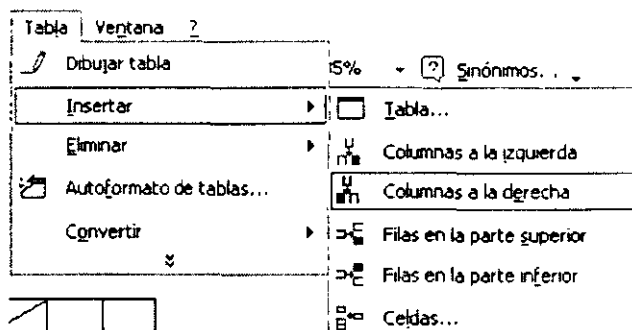 Tabla Ventana ?
Dibujar tabla
Insertar
Eliminar
Autoformato de tablas...
Convertir
5% Sinónimos...
Tabla...
Columnas a la izquierda
Columnas a la derecha
Filas en la parte superior
Filas en la parte inferior
Celdas...